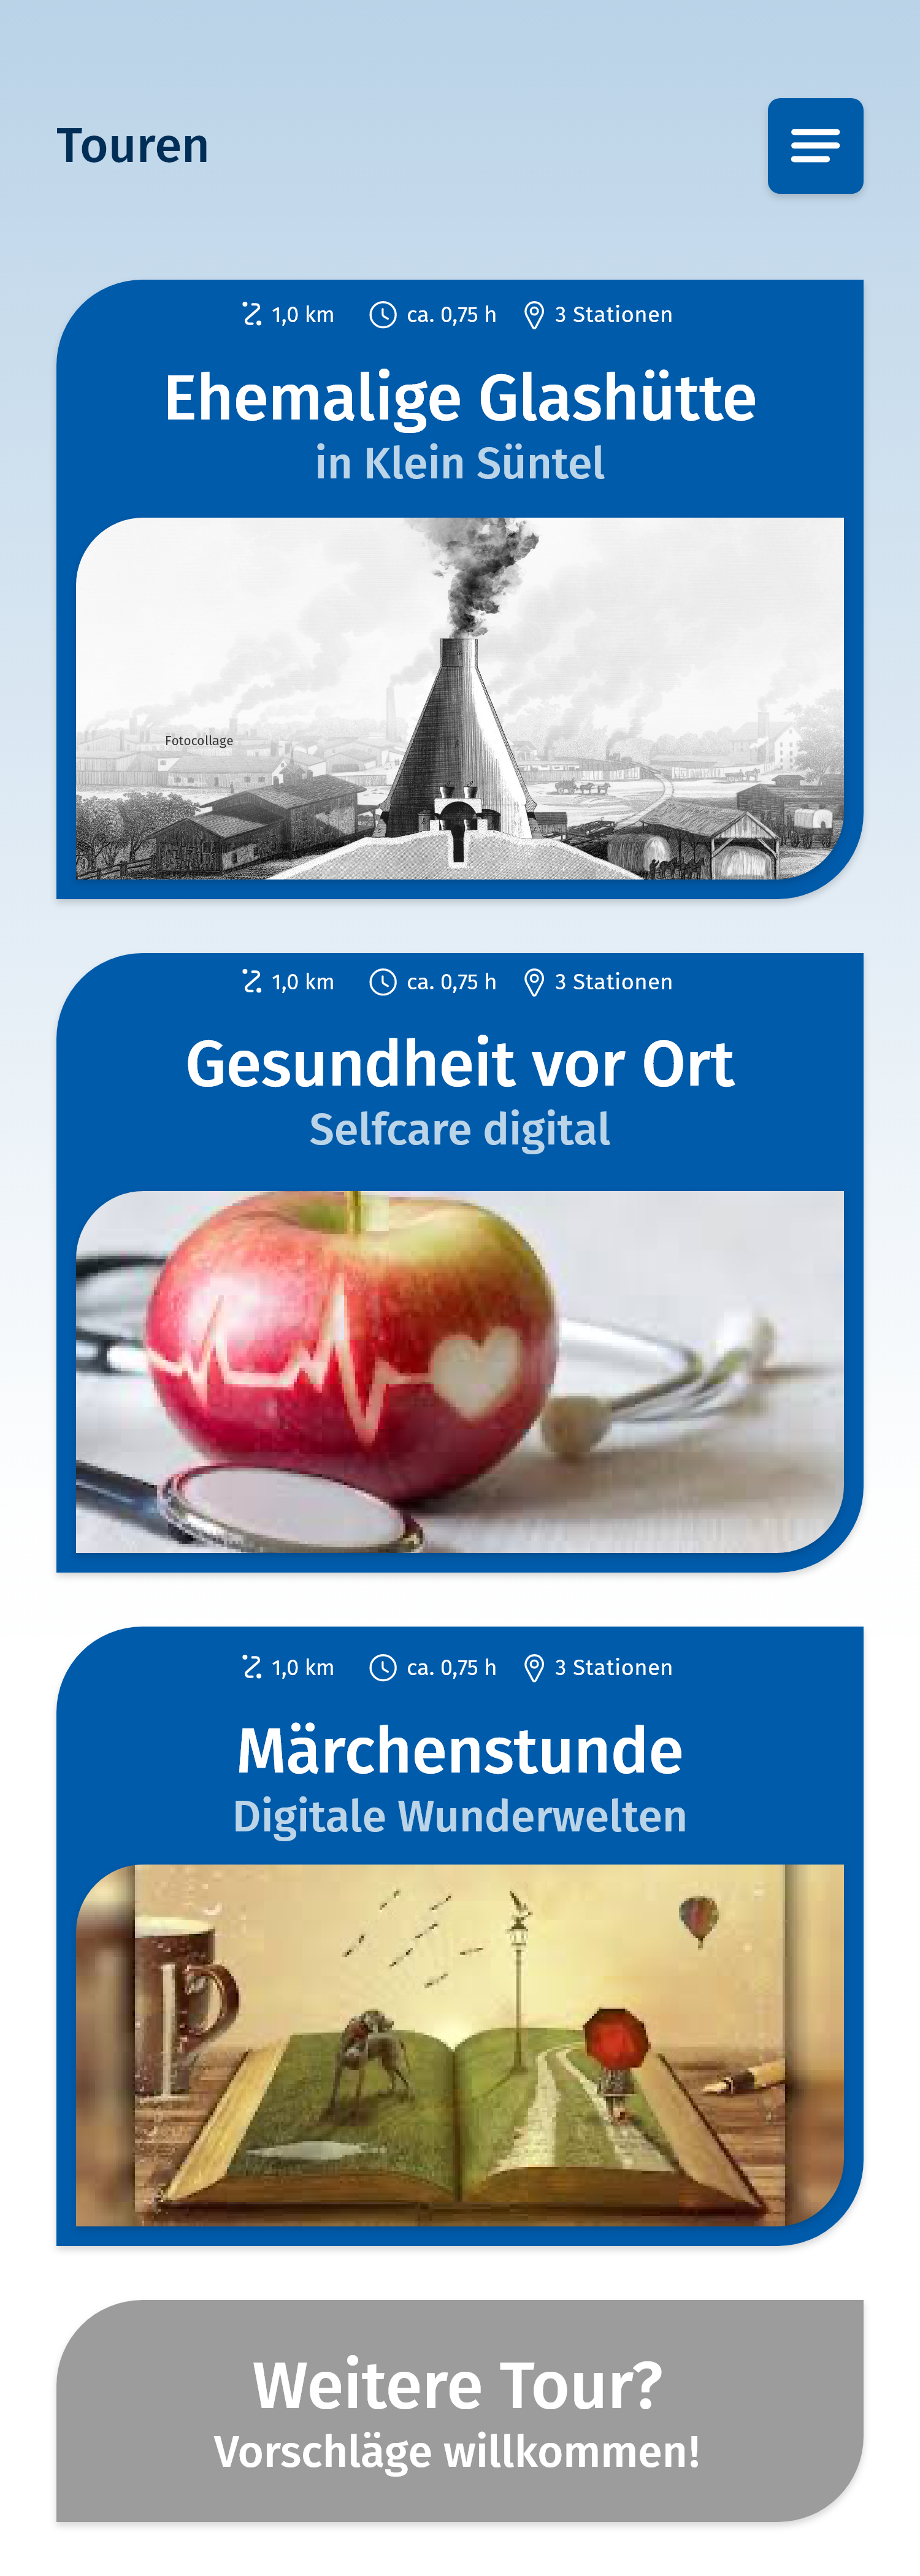 Touren
1,0 km ca. 0,75 h 3 Stationen
Ehemalige Glashütte
in Klein Süntel
Fotocollage
1,0 km ca. 0,75 h 3 Stationen
Gesundheit vor Ort
Selfcare digital
1,0 km ca. 0,75 h 3 Stationen
Märchenstunde
Digitale Wunderwelten
Weitere Tour?
Vorschläge willkommen!